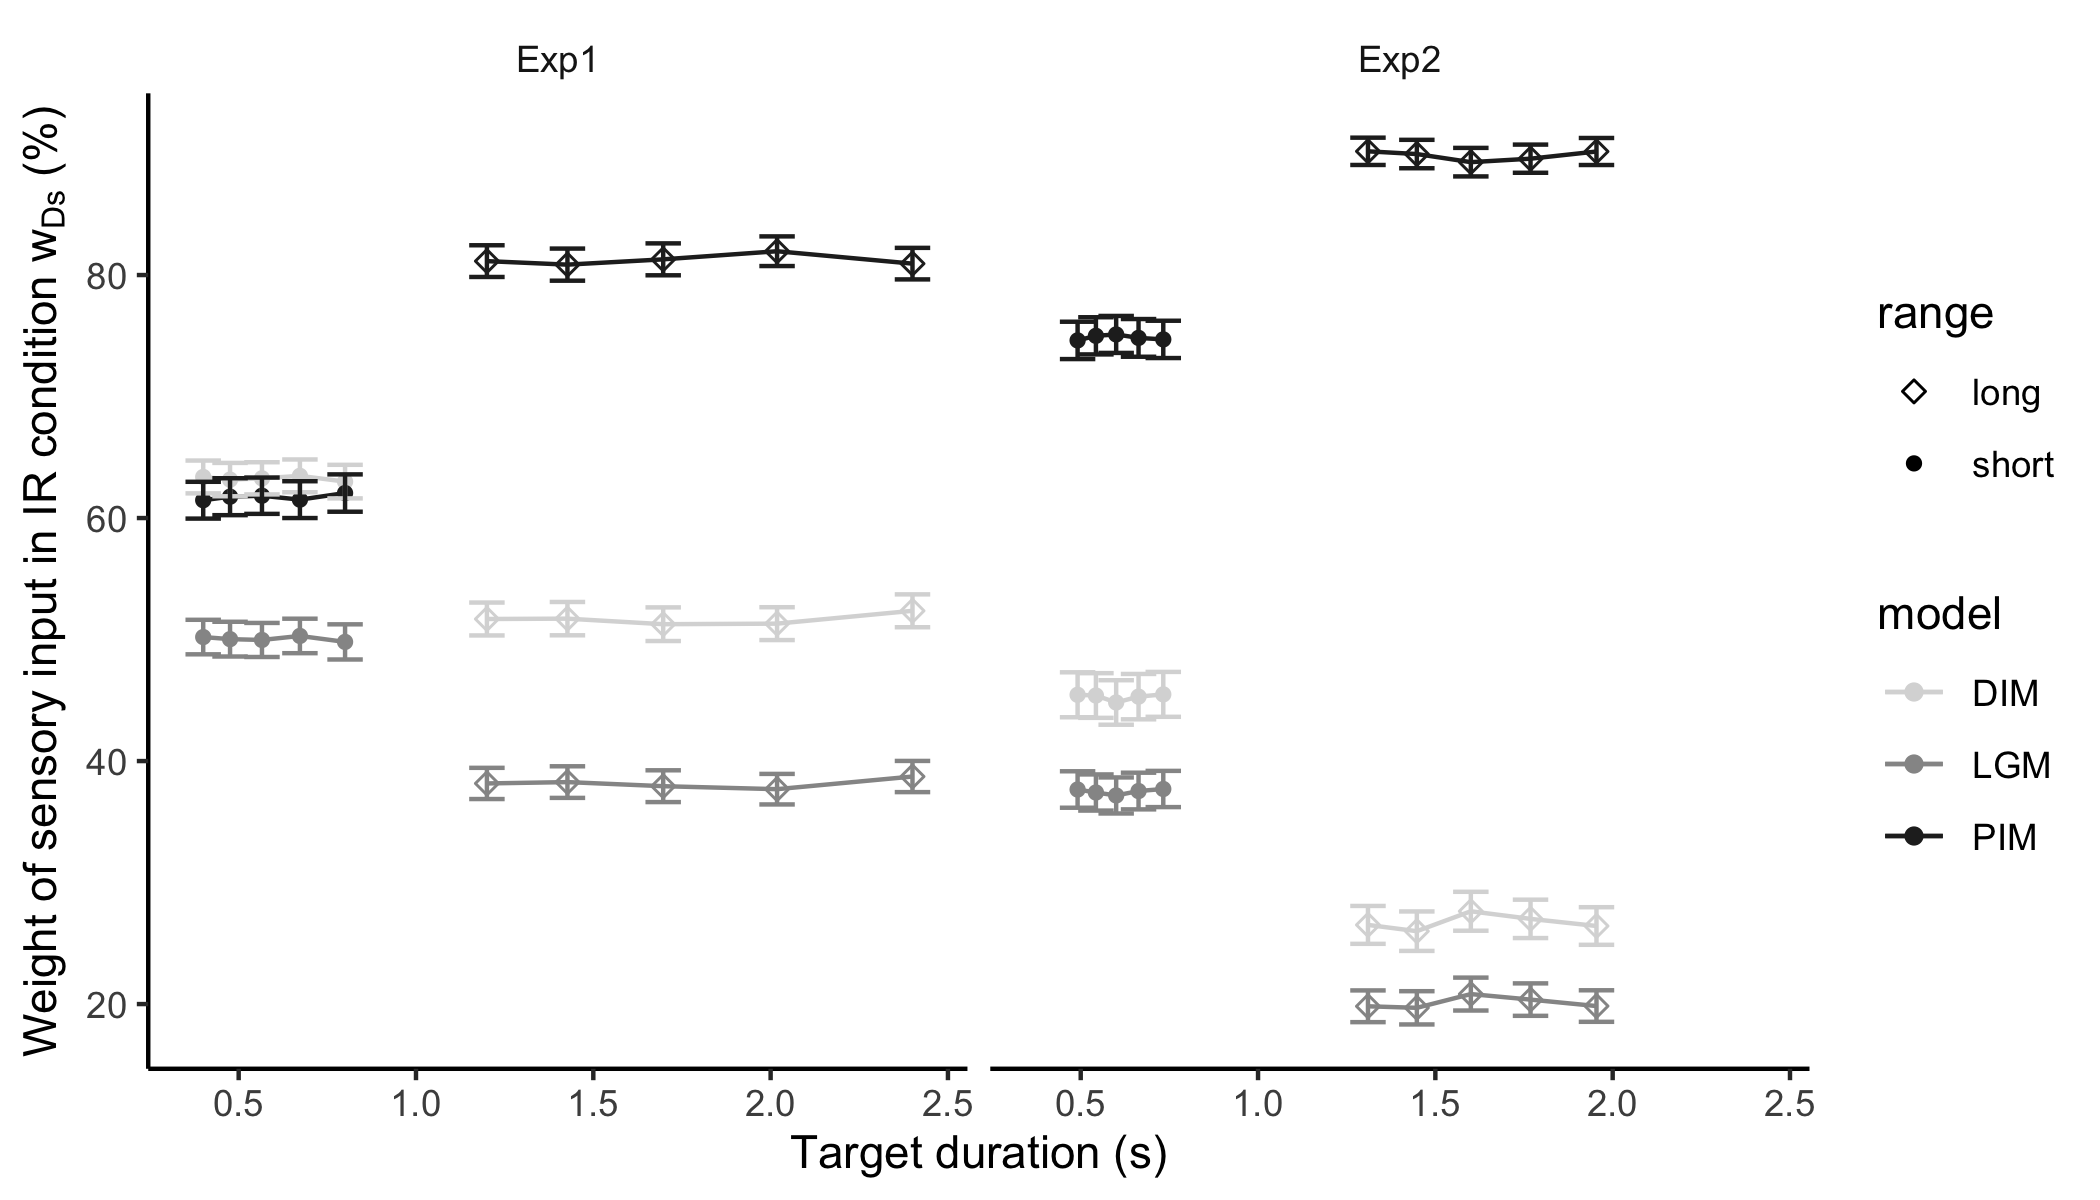 Exp1
Exp2
Weight of sensory input in IR condition wDs (%)
80
60
40
20
0.5 1.0 1.5 2.0 2.5
0.5 1.0 1.5 2.0 2.5
Target duration (s)
range
long
short
model
DIM
LGM
PIM